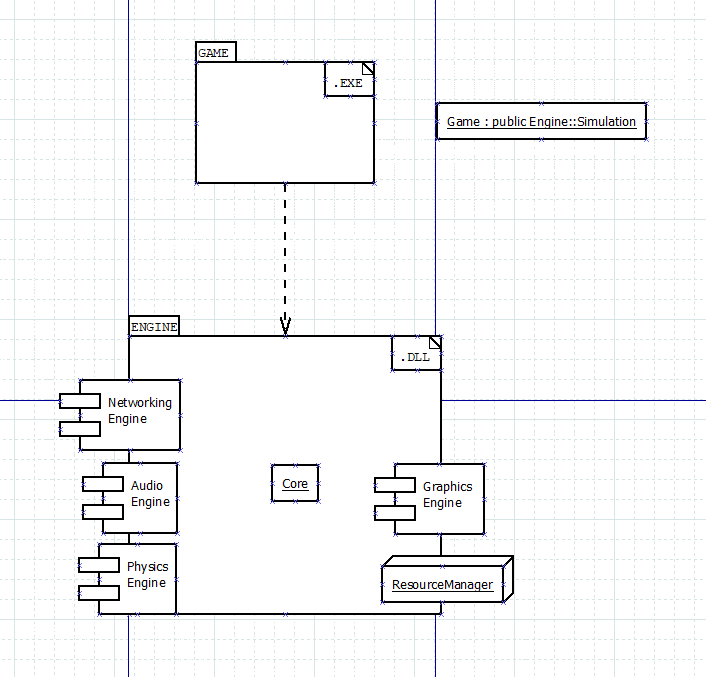 GAME
.EXE
Game : public Engine::Simulation
ENGINE
.DLL
Networking
Engine
Audio
Engine
Core
Graphics
Engine
Physics
Engine
ResourceManager